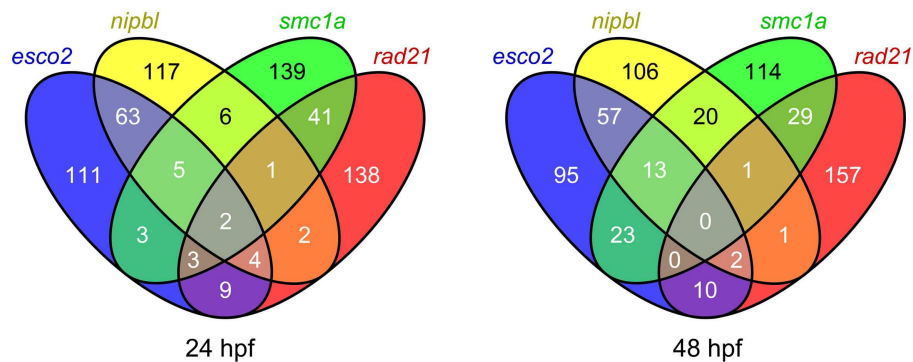 nipbl smc1a nipbl smc1a
esco2 rad21 esco2 rad21
117 139 106 114
63 6 41 57 20 29
111 5 1 138 95 13 1 157
2 0
3 2 23 1
3 4 0 2
9 10
24 hpf 48 hpf